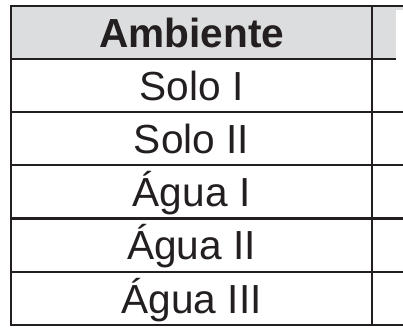 Ambiente
Solo I
Solo II
Água I
Água II
Água III